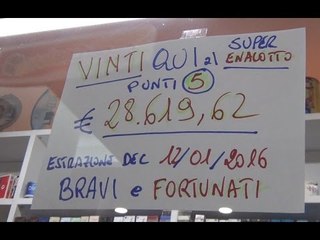 VINTI QUI al SUPER ENALOTTO
PUNTI 5
€ 28.619,62
ESTRAZIONE DEL 12/01/2016
BRAVI e FORTUNATI